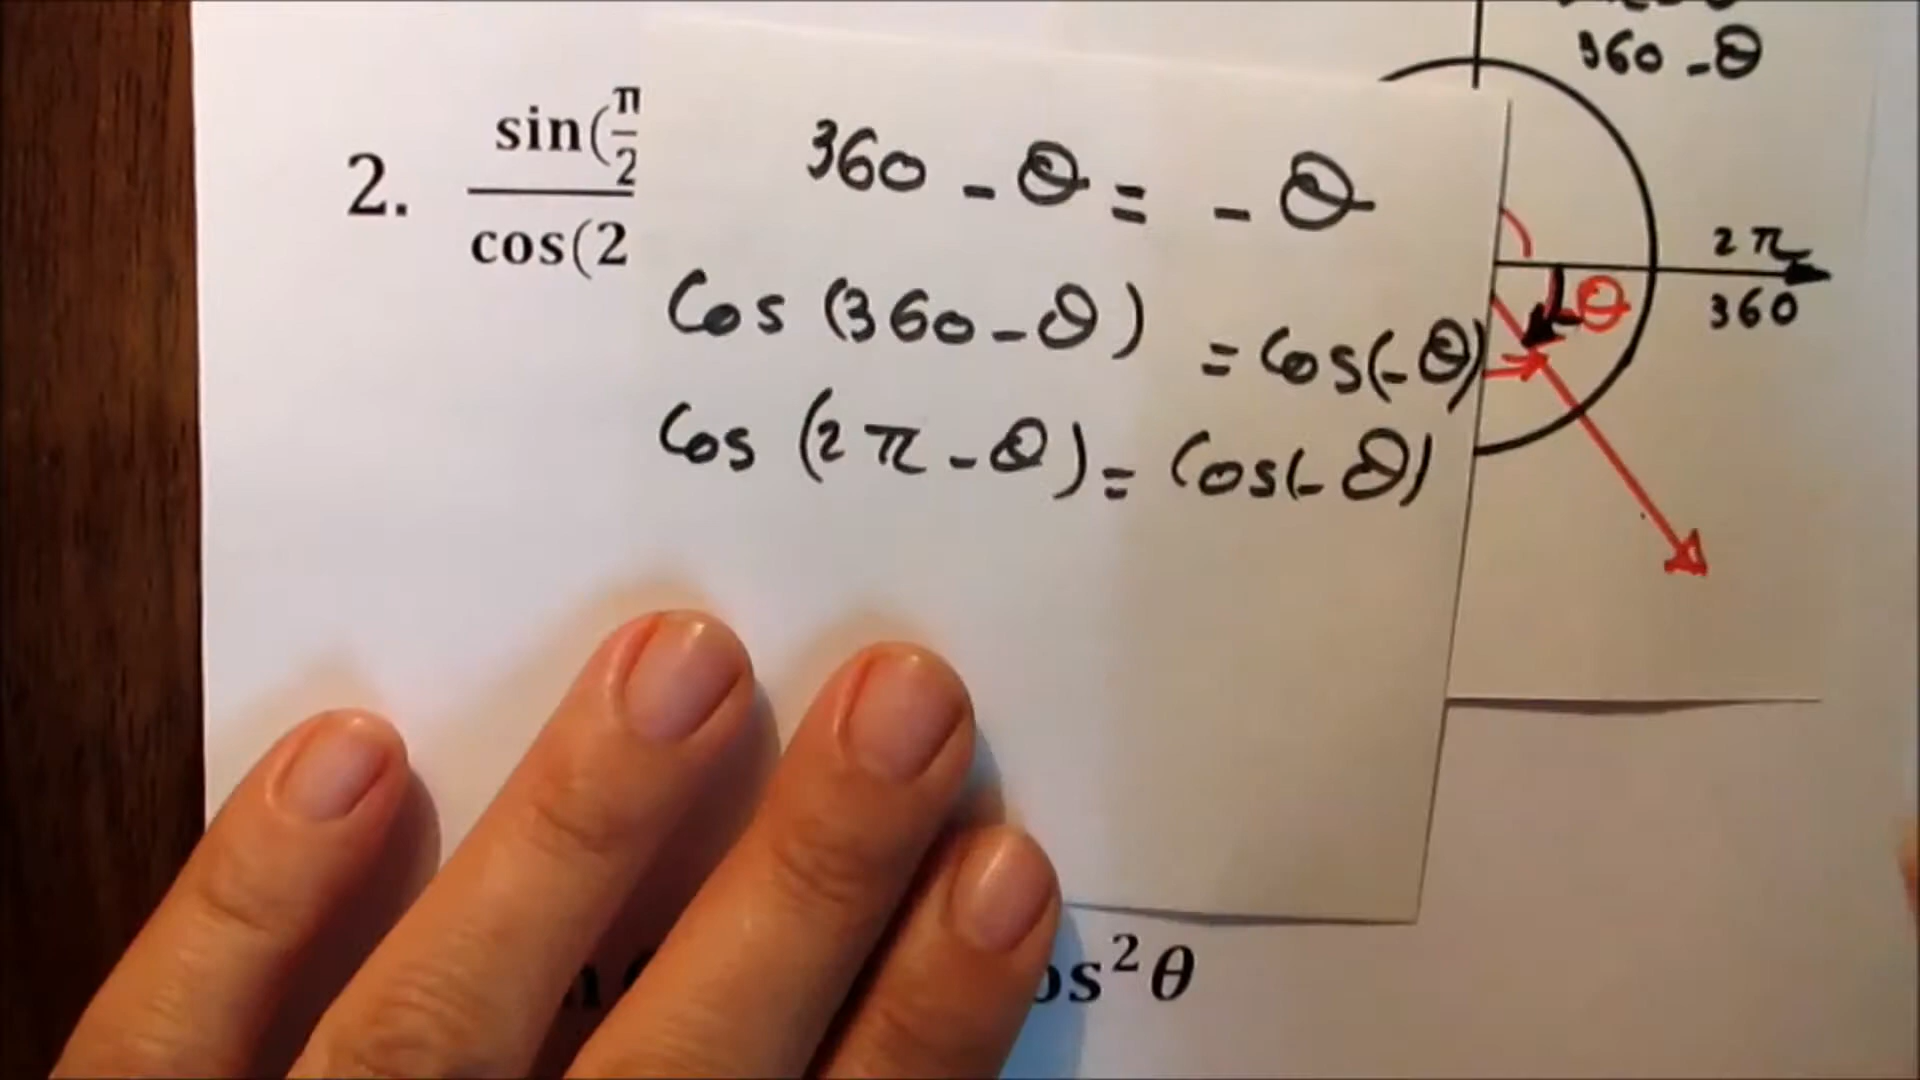 360 - θ
2. sin(π/2
cos(2
360 - θ = - θ
Cos (360 - θ) = Cos(- θ)
Cos (2π - θ) = Cos(- θ)
2π
360
θ
os²θ